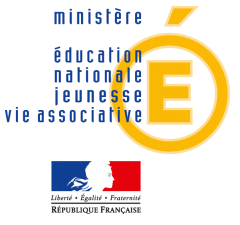 ministère
éducation
nationale
jeunesse
vie associative
É
Liberté • Égalité • Fraternité
RÉPUBLIQUE FRANÇAISE